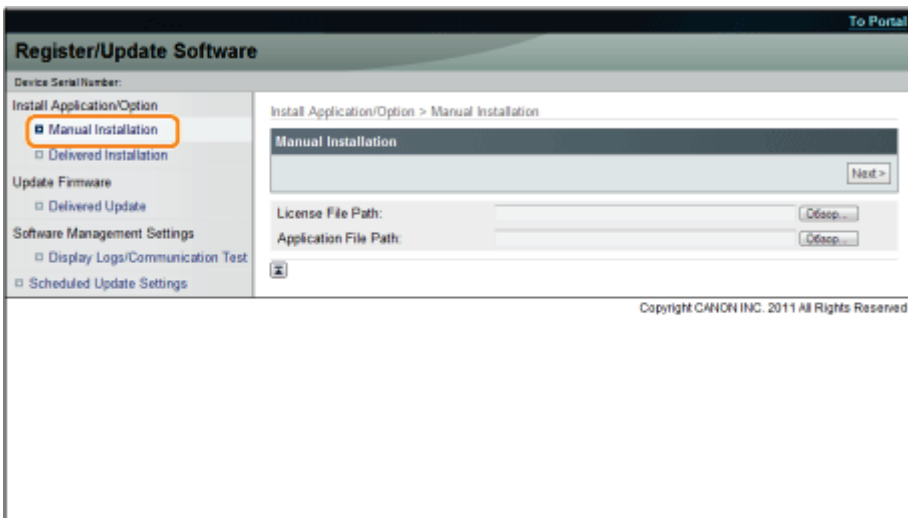 To Portal
Register/Update Software
Device Serial Number:
Install Application/Option
Manual Installation
Delivered Installation
Update Firmware
Delivered Update
Software Management Settings
Display Logs/Communication Test
Scheduled Update Settings
Install Application/Option > Manual Installation
Manual Installation
Next >
License File Path: Обзор...
Application File Path: Обзор...
Copyright CANON INC. 2011 All Rights Reserved